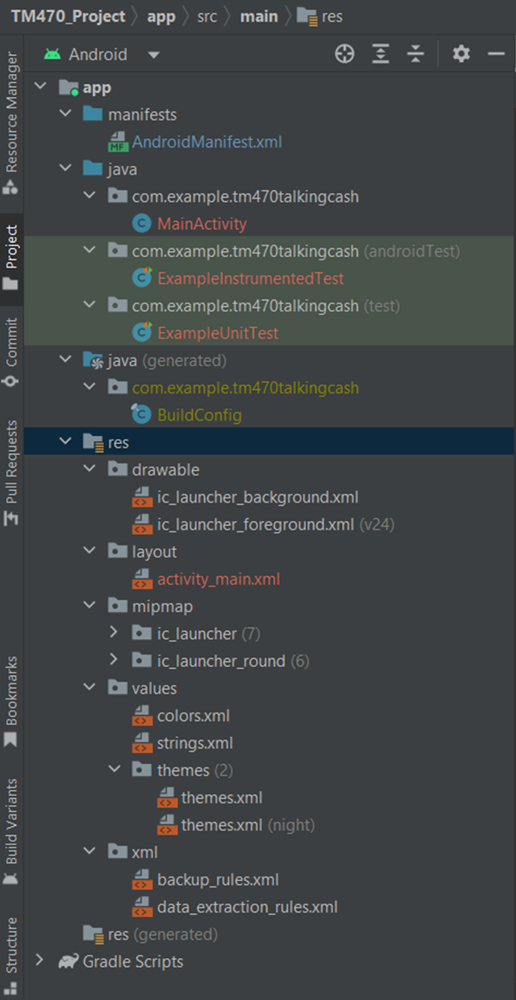 TM470_Project app src main res
Android
app
manifests
AndroidManifest.xml
java
com.example.tm470talkingcash
MainActivity
com.example.tm470talkingcash (androidTest)
ExampleInstrumentedTest
com.example.tm470talkingcash (test)
ExampleUnitTest
java (generated)
com.example.tm470talkingcash
BuildConfig
res
drawable
ic_launcher_background.xml
ic_launcher_foreground.xml (v24)
layout
activity_main.xml
mipmap
ic_launcher (7)
ic_launcher_round (6)
values
colors.xml
strings.xml
themes (2)
themes.xml
themes.xml (night)
xml
backup_rules.xml
data_extraction_rules.xml
res (generated)
Gradle Scripts
Resource Manager
Project
Commit
Pull Requests
Bookmarks
Build Variants
Structure